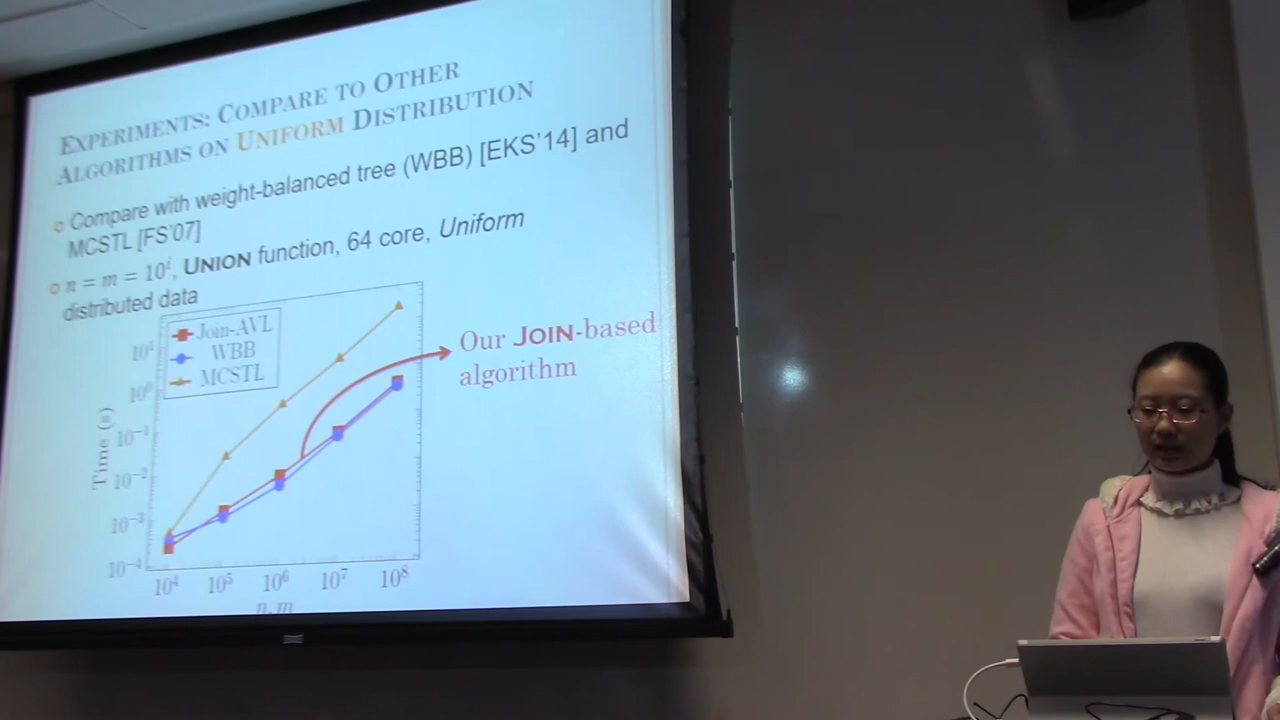 EXPERIMENTS: COMPARE TO OTHER
ALGORITHMS ON UNIFORM DISTRIBUTION
Compare with weight-balanced tree (WBB) [EKS'14] and
MCSTL [FS'07]
n = m = 10^i, UNION function, 64 core, Uniform
distributed data
Join-AVL
WBB
MCSTL
Our JOIN-based
algorithm
Time (s)
10^1
10^0
10^−1
10^−2
10^−3
10^−4
10^4 10^5 10^6 10^7 10^8
n, m